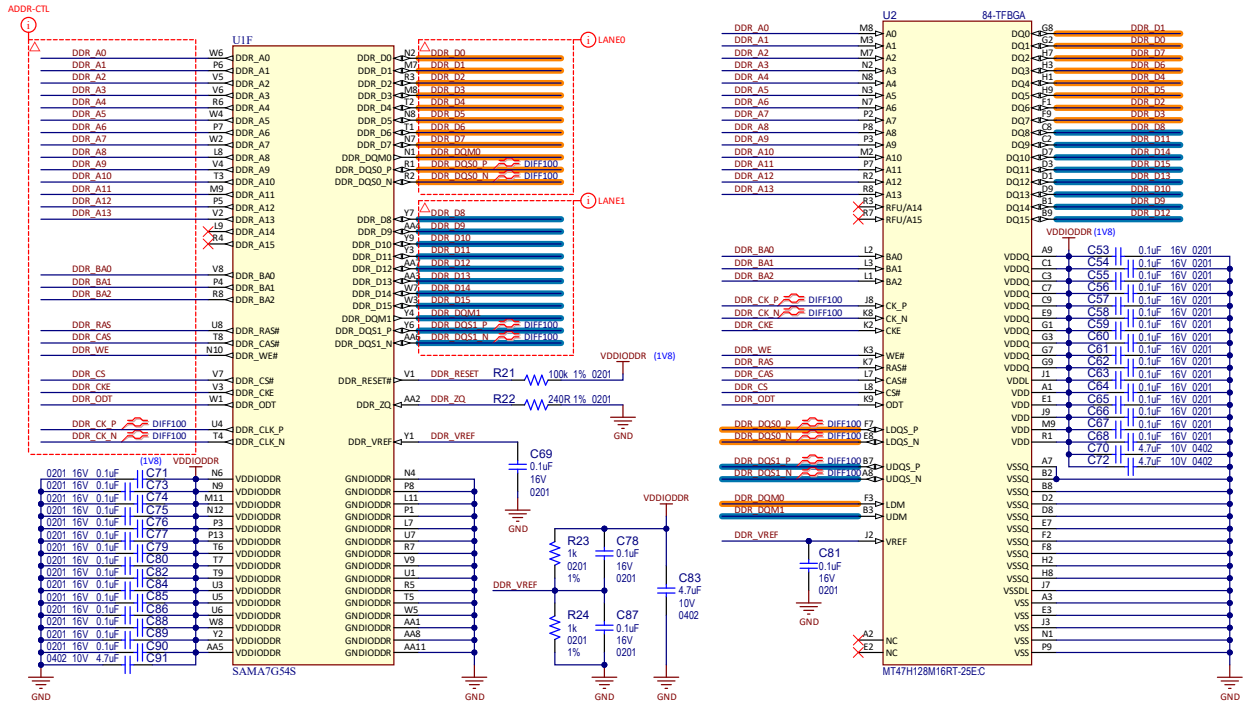 ADDR-CTL
i
U1F
i LANE0
DDR_A0 W6 DDR_A0 DDR_D0 N2 DDR_D0
DDR_A1 P6 DDR_A1 DDR_D1 M7 DDR_D1
DDR_A2 V5 DDR_A2 DDR_D2 R3 DDR_D2
DDR_A3 V6 DDR_A3 DDR_D3 M8 DDR_D3
DDR_A4 R6 DDR_A4 DDR_D4 T2 DDR_D4
DDR_A5 W4 DDR_A5 DDR_D5 N8 DDR_D5
DDR_A6 P7 DDR_A6 DDR_D6 T1 DDR_D6
DDR_A7 W2 DDR_A7 DDR_D7 N7 DDR_D7
DDR_A8 L8 DDR_A8 DDR_DQM0 N1 DDR_DQM0
DDR_A9 V4 DDR_A9 DDR_DQS0_P R1 DDR_DQS0_P DIFF100
DDR_A10 T3 DDR_A10 DDR_DQS0_N R2 DDR_DQS0_N DIFF100
DDR_A11 M9 DDR_A11
DDR_A12 P5 DDR_A12
i LANE1
DDR_A13 V2 DDR_A13 DDR_D8 Y7 DDR_D8
L9 DDR_A14 DDR_D9 AA4 DDR_D9
R4 DDR_A15 DDR_D10 Y9 DDR_D10
DDR_D11 Y3 DDR_D11
DDR_D12 AA7 DDR_D12
DDR_BA0 V8 DDR_BA0 DDR_D13 AA3 DDR_D13
DDR_BA1 P4 DDR_BA1 DDR_D14 W7 DDR_D14
DDR_BA2 R8 DDR_BA2 DDR_D15 W3 DDR_D15
DDR_DQM1 Y4 DDR_DQM1
DDR_RAS U8 DDR_RAS# DDR_DQS1_P Y6 DDR_DQS1_P DIFF100
DDR_CAS T8 DDR_CAS# DDR_DQS1_N AA6 DDR_DQS1_N DIFF100
DDR_WE N10 DDR_WE#
VDDIODDR (1V8)
DDR_CS V7 DDR_CS# DDR_RESET# V1 DDR_RESET R21 100k 1% 0201
DDR_CKE V3 DDR_CKE
DDR_ODT W1 DDR_ODT DDR_ZQ AA2 DDR_ZQ R22 240R 1% 0201
GND
DDR_CK_P DIFF100 U4 DDR_CLK_P
DDR_CK_N DIFF100 T4 DDR_CLK_N DDR_VREF Y1 DDR_VREF
C69
0.1uF
16V
0201
GND
(1V8) VDDIODDR
0201 16V 0.1uF C71 N6 VDDIODDR GNDIODDR N4
0201 16V 0.1uF C73 N9 VDDIODDR GNDIODDR P8
0201 16V 0.1uF C74 M11 VDDIODDR GNDIODDR L11
0201 16V 0.1uF C75 N12 VDDIODDR GNDIODDR P1
0201 16V 0.1uF C76 P3 VDDIODDR GNDIODDR L7
0201 16V 0.1uF C77 P13 VDDIODDR GNDIODDR U7
0201 16V 0.1uF C79 T6 VDDIODDR GNDIODDR R7
0201 16V 0.1uF C80 T7 VDDIODDR GNDIODDR V9
0201 16V 0.1uF C82 T9 VDDIODDR GNDIODDR U1
0201 16V 0.1uF C84 U3 VDDIODDR GNDIODDR R5
0201 16V 0.1uF C85 U5 VDDIODDR GNDIODDR T5
0201 16V 0.1uF C86 U6 VDDIODDR GNDIODDR W5
0201 16V 0.1uF C88 W8 VDDIODDR GNDIODDR AA1
0201 16V 0.1uF C89 Y2 VDDIODDR GNDIODDR AA8
0201 16V 0.1uF C90 AA5 VDDIODDR GNDIODDR AA11
0402 10V 4.7uF C91
SAMA7G54S
GND
GND
VDDIODDR
R23
1k
0201
1%
C78
0.1uF
16V
0201
DDR_VREF
R24
1k
0201
1%
C87
0.1uF
16V
0201
C83
4.7uF
10V
0402
GND
GND
U2 84-TFBGA
DDR_A0 M8 A0 DQ0 G8 DDR_D1
DDR_A1 M3 A1 DQ1 G2 DDR_D0
DDR_A2 M7 A2 DQ2 H7 DDR_D7
DDR_A3 N2 A3 DQ3 H3 DDR_D6
DDR_A4 N8 A4 DQ4 H1 DDR_D4
DDR_A5 N3 A5 DQ5 H9 DDR_D5
DDR_A6 N7 A6 DQ6 F1 DDR_D2
DDR_A7 P2 A7 DQ7 F9 DDR_D3
DDR_A8 P8 A8 DQ8 C8 DDR_D8
DDR_A9 P3 A9 DQ9 C2 DDR_D11
DDR_A10 M2 A10 DQ10 D7 DDR_D14
DDR_A11 P7 A11 DQ11 D3 DDR_D15
DDR_A12 R2 A12 DQ12 D1 DDR_D13
DDR_A13 R8 A13 DQ13 D9 DDR_D10
R3 RFU/A14 DQ14 B1 DDR_D9
R7 RFU/A15 DQ15 B9 DDR_D12
VDDIODDR (1V8)
DDR_BA0 L2 BA0 VDDQ A9 C53 0.1uF 16V 0201
DDR_BA1 L3 BA1 VDDQ C1 C54 0.1uF 16V 0201
DDR_BA2 L1 BA2 VDDQ C3 C55 0.1uF 16V 0201
VDDQ C7 C56 0.1uF 16V 0201
DDR_CK_P DIFF100 J8 CK_P VDDQ C9 C57 0.1uF 16V 0201
DDR_CK_N DIFF100 K8 CK_N VDDQ E9 C58 0.1uF 16V 0201
DDR_CKE K2 CKE VDDQ G1 C59 0.1uF 16V 0201
VDDQ G3 C60 0.1uF 16V 0201
DDR_WE K3 WE# VDDQ G7 C61 0.1uF 16V 0201
DDR_RAS K7 RAS# VDDQ G9 C62 0.1uF 16V 0201
DDR_CAS L7 CAS# VDDL J1 C63 0.1uF 16V 0201
DDR_CS L8 CS# VDD A1 C64 0.1uF 16V 0201
DDR_ODT K9 ODT VDD E1 C65 0.1uF 16V 0201
VDD J9 C66 0.1uF 16V 0201
DDR_DQS0_P DIFF100 F7 LDQS_P VDD M9 C67 0.1uF 16V 0201
DDR_DQS0_N DIFF100 E8 LDQS_N VDD R1 C68 0.1uF 16V 0201
C70 4.7uF 10V 0402
C72 4.7uF 10V 0402
DDR_DQS1_P DIFF100 B7 UDQS_P VSSQ A7
DDR_DQS1_N DIFF100 A8 UDQS_N VSSQ B2
VSSQ B8
DDR_DQM0 F3 LDM VSSQ D2
DDR_DQM1 B3 UDM VSSQ D8
VSSQ E7
DDR_VREF J2 VREF VSSQ F2
VSSQ F8
VSSQ H2
VSSQ H8
VSSDL J7
VSS A3
VSS E3
VSS J3
A2 NC VSS N1
E2 NC VSS P9
C81
0.1uF
16V
0201
GND
MT47H128M16RT-25E:C
GND